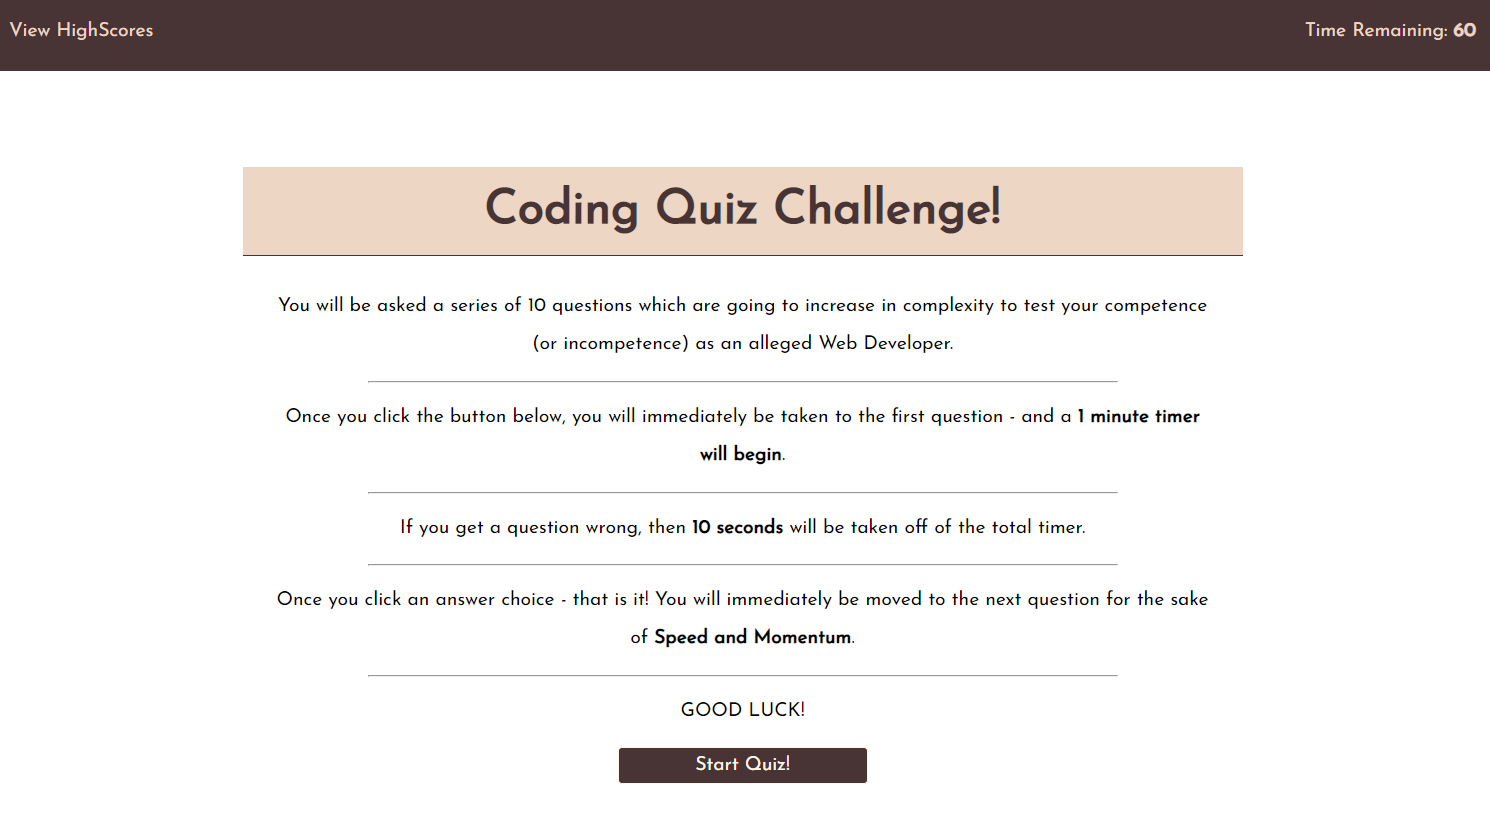 View HighScores
Time Remaining: 60
Coding Quiz Challenge!
You will be asked a series of 10 questions which are going to increase in complexity to test your competence
(or incompetence) as an alleged Web Developer.
Once you click the button below, you will immediately be taken to the first question - and a 1 minute timer
will begin.
If you get a question wrong, then 10 seconds will be taken off of the total timer.
Once you click an answer choice - that is it! You will immediately be moved to the next question for the sake
of Speed and Momentum.
GOOD LUCK!
Start Quiz!